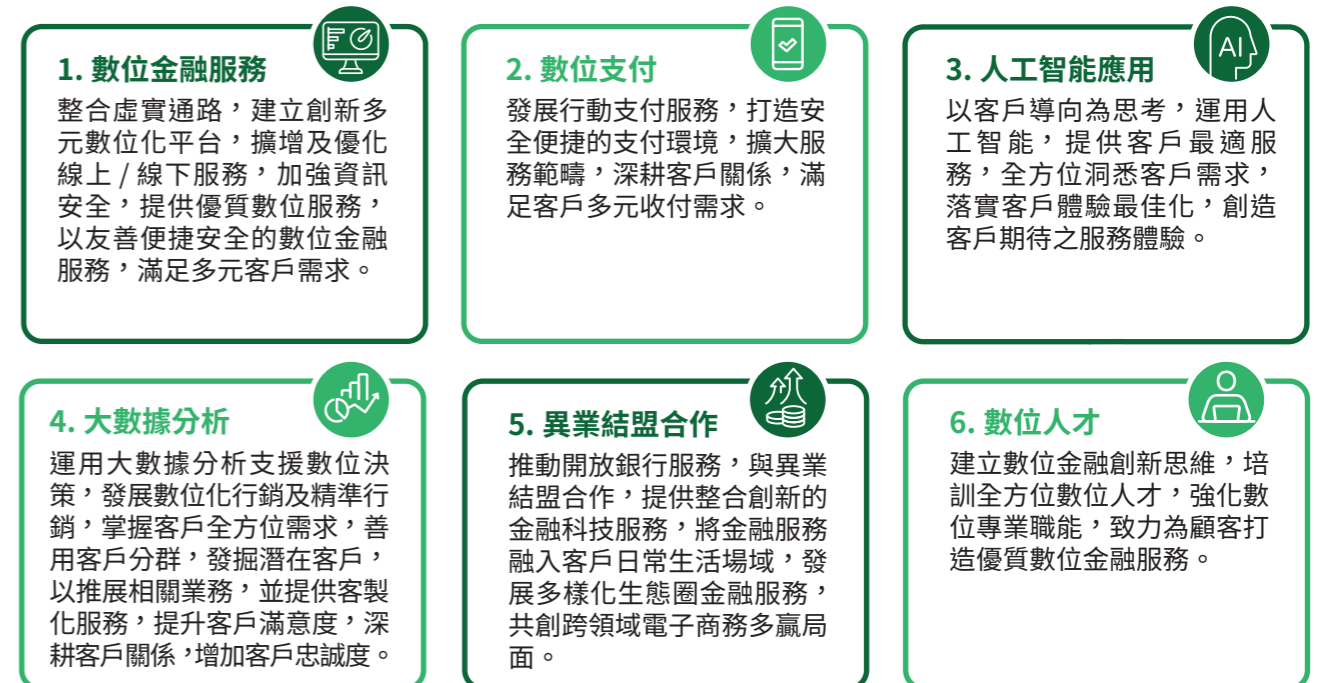 1. 數位金融服務
整合虛實通路，建立創新多
元數位化平台，擴增及優化
線上 / 線下服務，加強資訊
安全，提供優質數位服務，
以友善便捷安全的數位金融
服務，滿足多元客戶需求。
2. 數位支付
發展行動支付服務，打造安
全便捷的支付環境，擴大服
務範疇，深耕客戶關係，滿
足客戶多元收付需求。
AI
3. 人工智能應用
以客戶導向為思考，運用人
工智能，提供客戶最適服
務，全方位洞悉客戶需求，
落實客戶體驗最佳化，創造
客戶期待之服務體驗。
4. 大數據分析
運用大數據分析支援數位決
策，發展數位化行銷及精準行
銷，掌握客戶全方位需求，善
用客戶分群，發掘潛在客戶，
以推展相關業務，並提供客製
化服務，提升客戶滿意度，深
耕客戶關係，增加客戶忠誠度。
5. 異業結盟合作
推動開放銀行服務，與異業
結盟合作，提供整合創新的
金融科技服務，將金融服務
融入客戶日常生活場域，發
展多樣化生態圈金融服務，
共創跨領域電子商務多贏局
面。
6. 數位人才
建立數位金融創新思維，培
訓全方位數位人才，強化數
位專業職能，致力為顧客打
造優質數位金融服務。